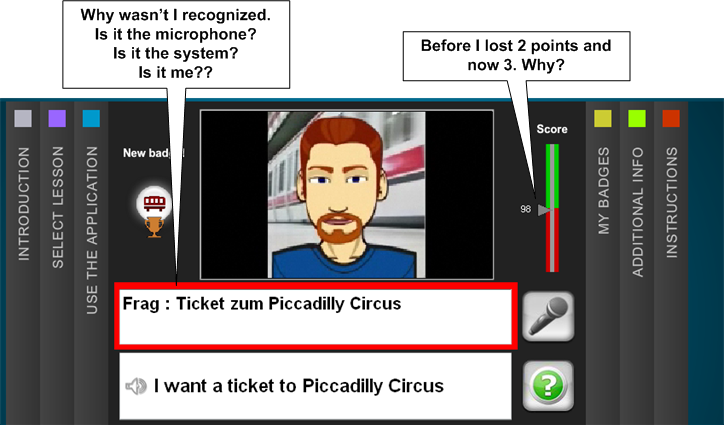 Why wasn't I recognized.
Is it the microphone?
Is it the system?
Is it me??
Before I lost 2 points and
now 3. Why?
INTRODUCTION
SELECT LESSON
USE THE APPLICATION
New badge!
Score
98
MY BADGES
ADDITIONAL INFO
INSTRUCTIONS
Frag : Ticket zum Piccadilly Circus
I want a ticket to Piccadilly Circus